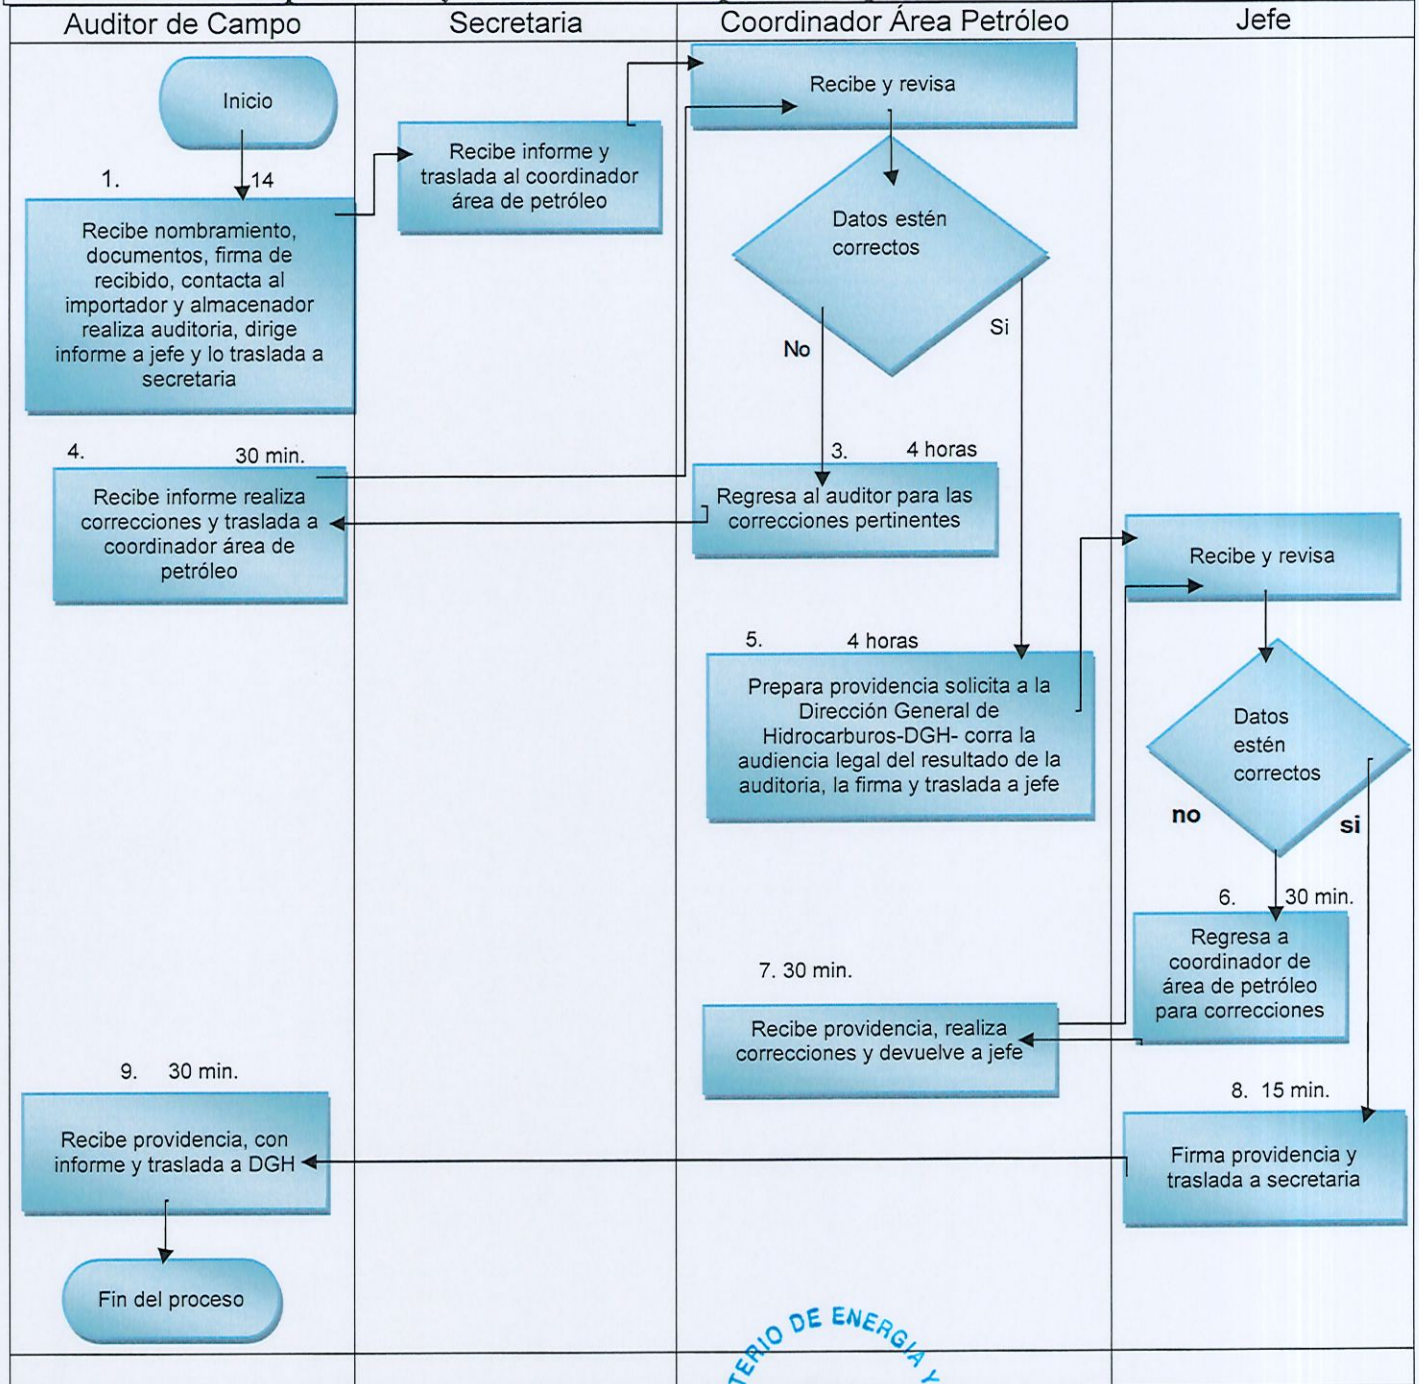 Auditor de Campo
Secretaria
Coordinador Área Petróleo
Jefe
Inicio
1. 14
Recibe nombramiento,
documentos, firma de
recibido, contacta al
importador y almacenador
realiza auditoria, dirige
informe a jefe y lo traslada a
secretaria
Recibe informe y
traslada al coordinador
área de petróleo
Recibe y revisa
Datos estén
correctos
No
Si
3. 4 horas
Regresa al auditor para las
correcciones pertinentes
4. 30 min.
Recibe informe realiza
correcciones y traslada a
coordinador área de
petróleo
5. 4 horas
Prepara providencia solicita a la
Dirección General de
Hidrocarburos-DGH- corra la
audiencia legal del resultado de la
auditoria, la firma y traslada a jefe
Recibe y revisa
Datos
estén
correctos
no
si
6. 30 min.
Regresa a
coordinador de
área de petróleo
para correcciones
7. 30 min.
Recibe providencia, realiza
correcciones y devuelve a jefe
8. 15 min.
Firma providencia y
traslada a secretaria
9. 30 min.
Recibe providencia, con
informe y traslada a DGH
Fin del proceso
TERIO DE ENERGIA Y